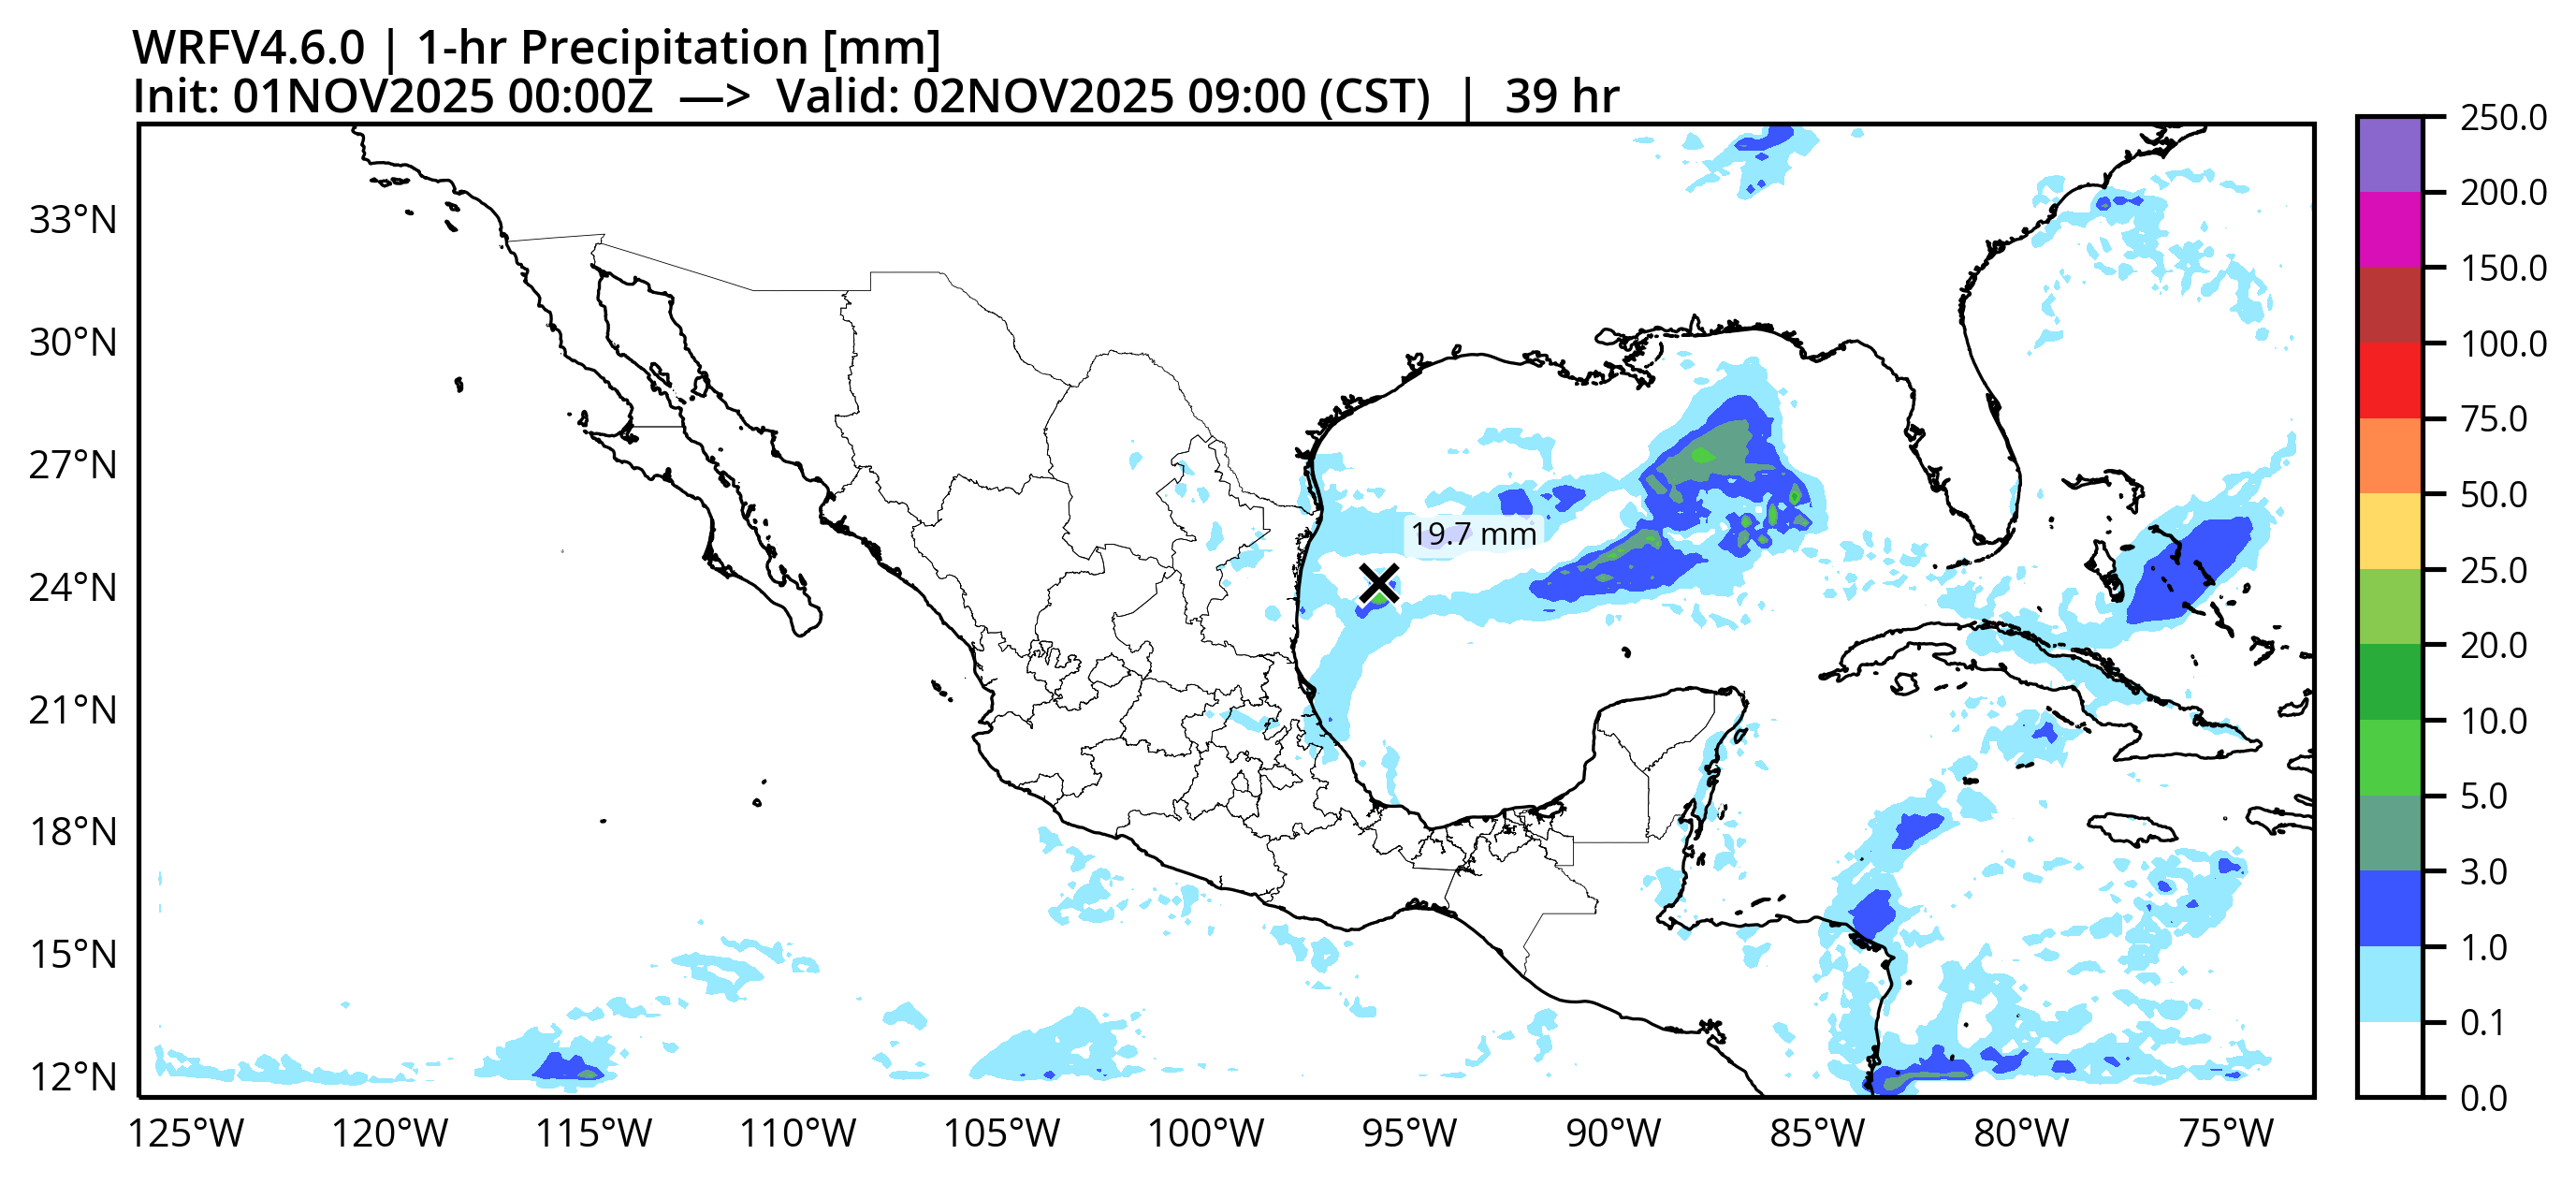 WRFV4.6.0 | 1-hr Precipitation [mm]
Init: 01NOV2025 00:00Z —> Valid: 02NOV2025 09:00 (CST) | 39 hr
33°N
30°N
27°N
24°N
21°N
18°N
15°N
12°N
125°W
120°W
115°W
110°W
105°W
100°W
95°W
90°W
85°W
80°W
75°W
19.7 mm
250.0
200.0
150.0
100.0
75.0
50.0
25.0
20.0
10.0
5.0
3.0
1.0
0.1
0.0